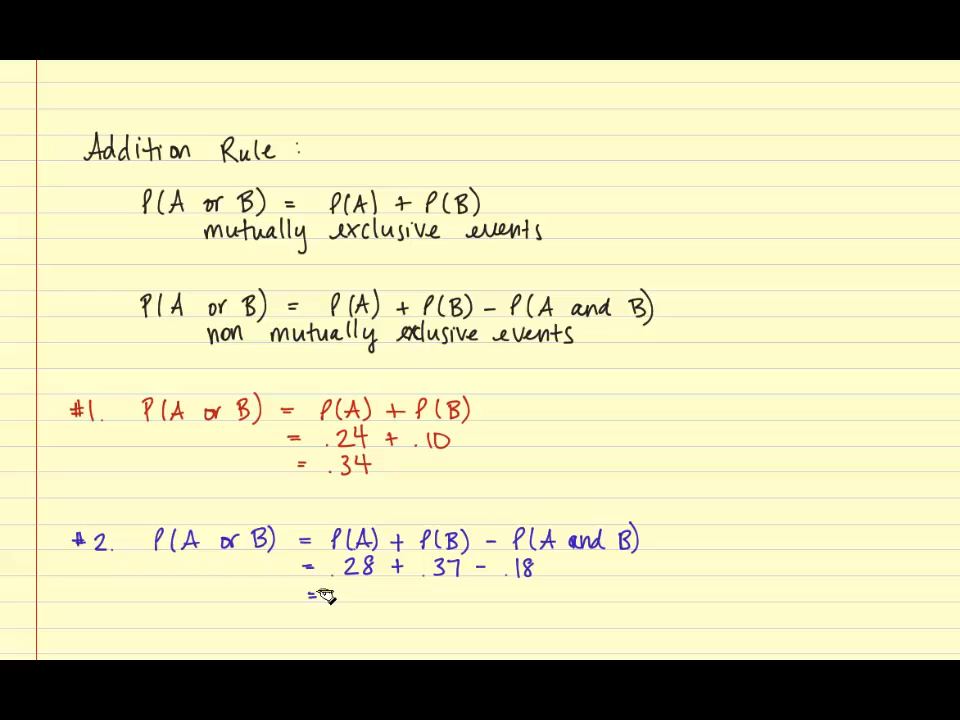 Addition Rule :
P(A or B) = P(A) + P(B)
mutually exclusive events
P(A or B) = P(A) + P(B) - P(A and B)
non mutually exlusive events
#1. P(A or B) = P(A) + P(B)
= .24 + .10
= .34
#2. P(A or B) = P(A) + P(B) - P(A and B)
= .28 + .37 - .18
=